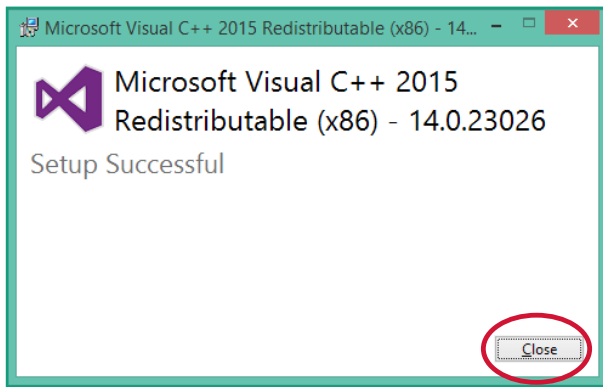 Microsoft Visual C++ 2015 Redistributable (x86) - 14...
Microsoft Visual C++ 2015
Redistributable (x86) - 14.0.23026
Setup Successful
Close